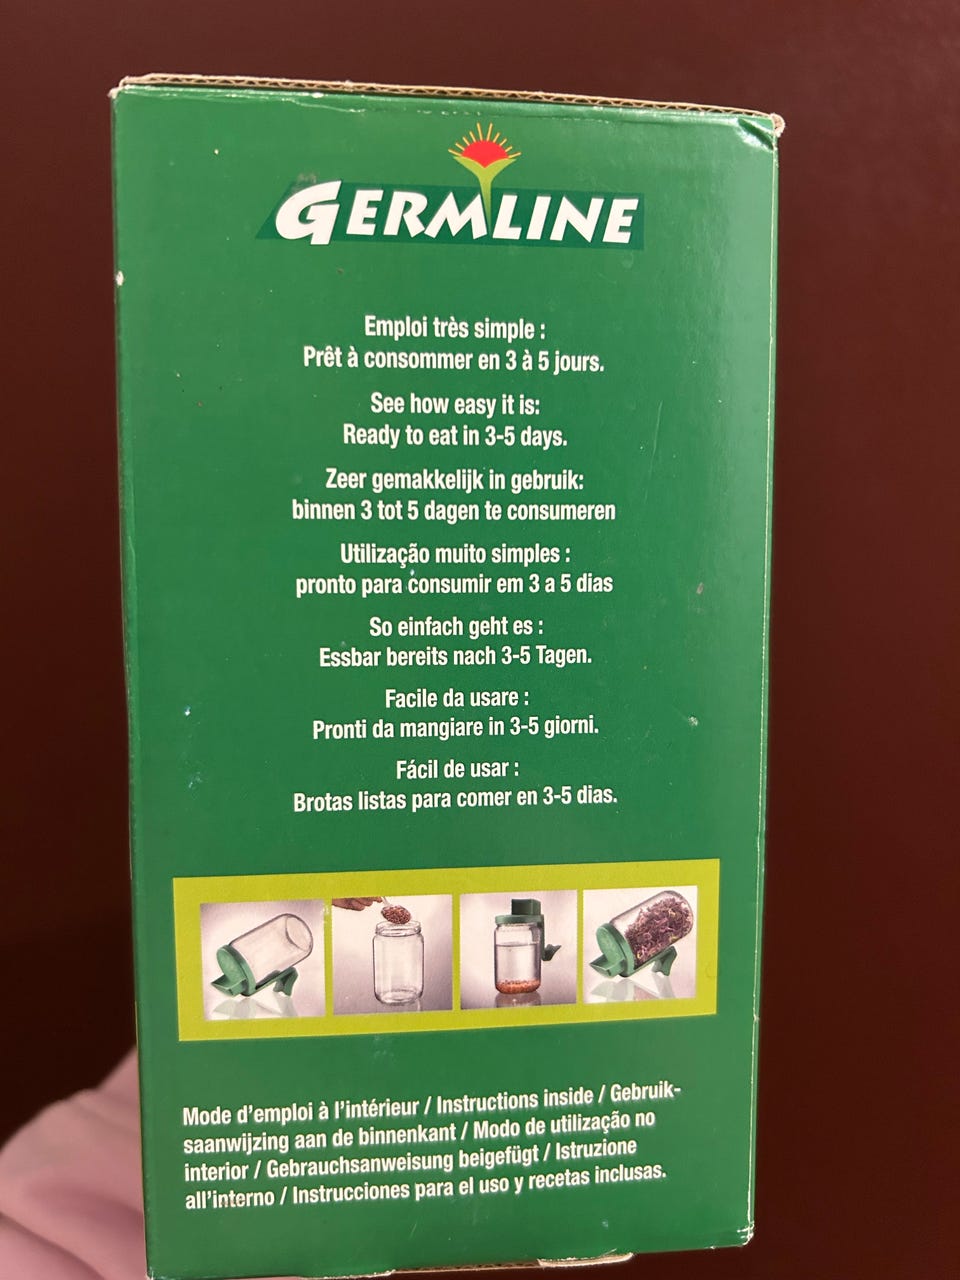 GERMLINE
Emploi très simple :
Prêt à consommer en 3 à 5 jours.
See how easy it is:
Ready to eat in 3-5 days.
Zeer gemakkelijk in gebruik:
binnen 3 tot 5 dagen te consumeren
Utilização muito simples :
pronto para consumir em 3 a 5 dias
So einfach geht es :
Essbar bereits nach 3-5 Tagen.
Facile da usare :
Pronti da mangiare in 3-5 giorni.
Fácil de usar :
Brotas listas para comer en 3-5 dias.
Mode d'emploi à l'intérieur / Instructions inside / Gebruik-
saanwijzing aan de binnenkant / Modo de utilização no
interior / Gebrauchsanweisung beigefügt / Istruzione
all'interno / Instrucciones para el uso y recetas inclusas.